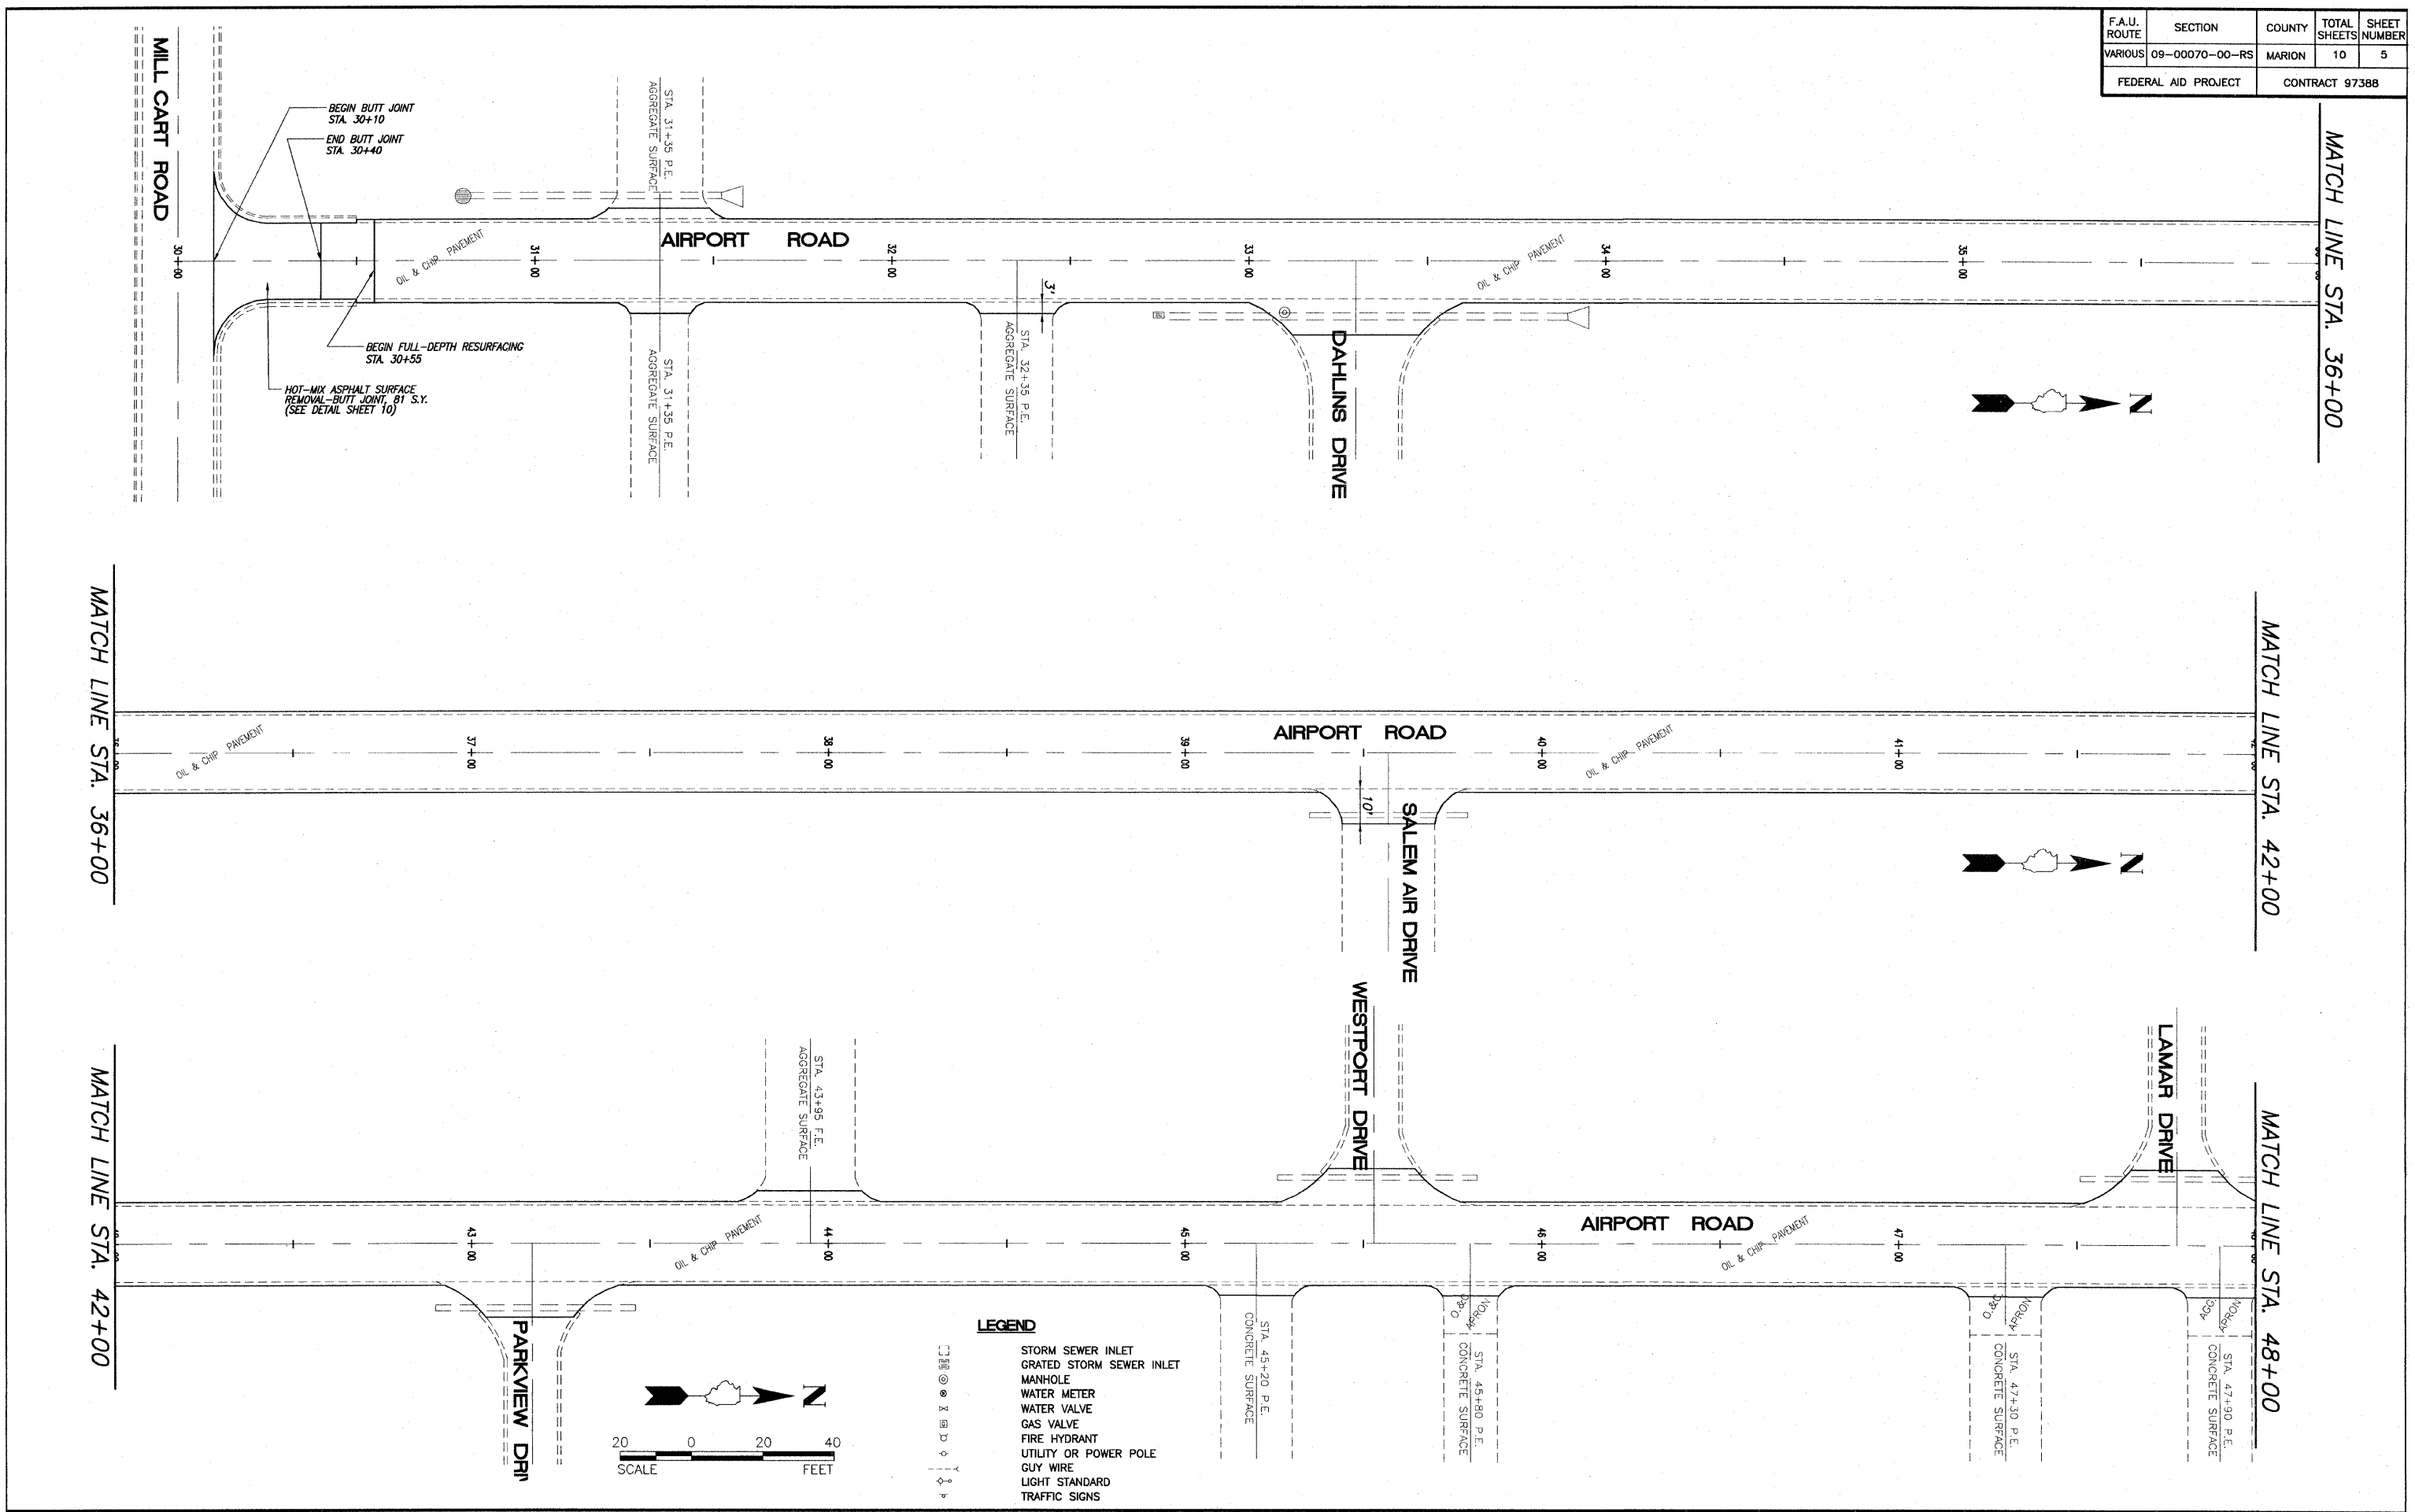 F.A.U. ROUTE
SECTION
COUNTY
TOTAL SHEETS
SHEET NUMBER
VARIOUS
09-00070-00-RS
MARION
10
5
FEDERAL AID PROJECT
CONTRACT 97388
MILL CART ROAD
BEGIN BUTT JOINT
STA. 30+10
END BUTT JOINT
STA. 30+40
STA. 31+35 P.E.
AGGREGATE SURFACE
AIRPORT ROAD
OIL & CHIP PAVEMENT
OIL & CHIP PAVEMENT
30+00
31+00
32+00
33+00
34+00
35+00
3'
BEGIN FULL-DEPTH RESURFACING
STA. 30+55
HOT-MIX ASPHALT SURFACE
REMOVAL-BUTT JOINT, 81 S.Y.
(SEE DETAIL SHEET 10)
STA. 31+35 P.E.
AGGREGATE SURFACE
STA. 32+35 P.E.
AGGREGATE SURFACE
DAHLINS DRIVE
N
MATCH LINE STA. 36+00
MATCH LINE STA. 36+00
OIL & CHIP PAVEMENT
AIRPORT ROAD
OIL & CHIP PAVEMENT
37+00
38+00
39+00
40+00
41+00
10'
SALEM AIR DRIVE
N
MATCH LINE STA. 42+00
MATCH LINE STA. 42+00
STA. 43+95 F.E.
AGGREGATE SURFACE
WESTPORT DRIVE
LAMAR DRIVE
OIL & CHIP PAVEMENT
AIRPORT ROAD
OIL & CHIP PAVEMENT
43+00
44+00
45+00
46+00
47+00
PARKVIEW DRI
STA. 45+20 P.E.
CONCRETE SURFACE
O.&C. APRON
STA. 45+80 P.E.
CONCRETE SURFACE
O.&C. APRON
STA. 47+30 P.E.
CONCRETE SURFACE
AGG. APRON
STA. 47+90 P.E.
CONCRETE SURFACE
MATCH LINE STA. 48+00
N
20 0 20 40
SCALE FEET
LEGEND
STORM SEWER INLET
GRATED STORM SEWER INLET
MANHOLE
WATER METER
WATER VALVE
GAS VALVE
FIRE HYDRANT
UTILITY OR POWER POLE
GUY WIRE
LIGHT STANDARD
TRAFFIC SIGNS